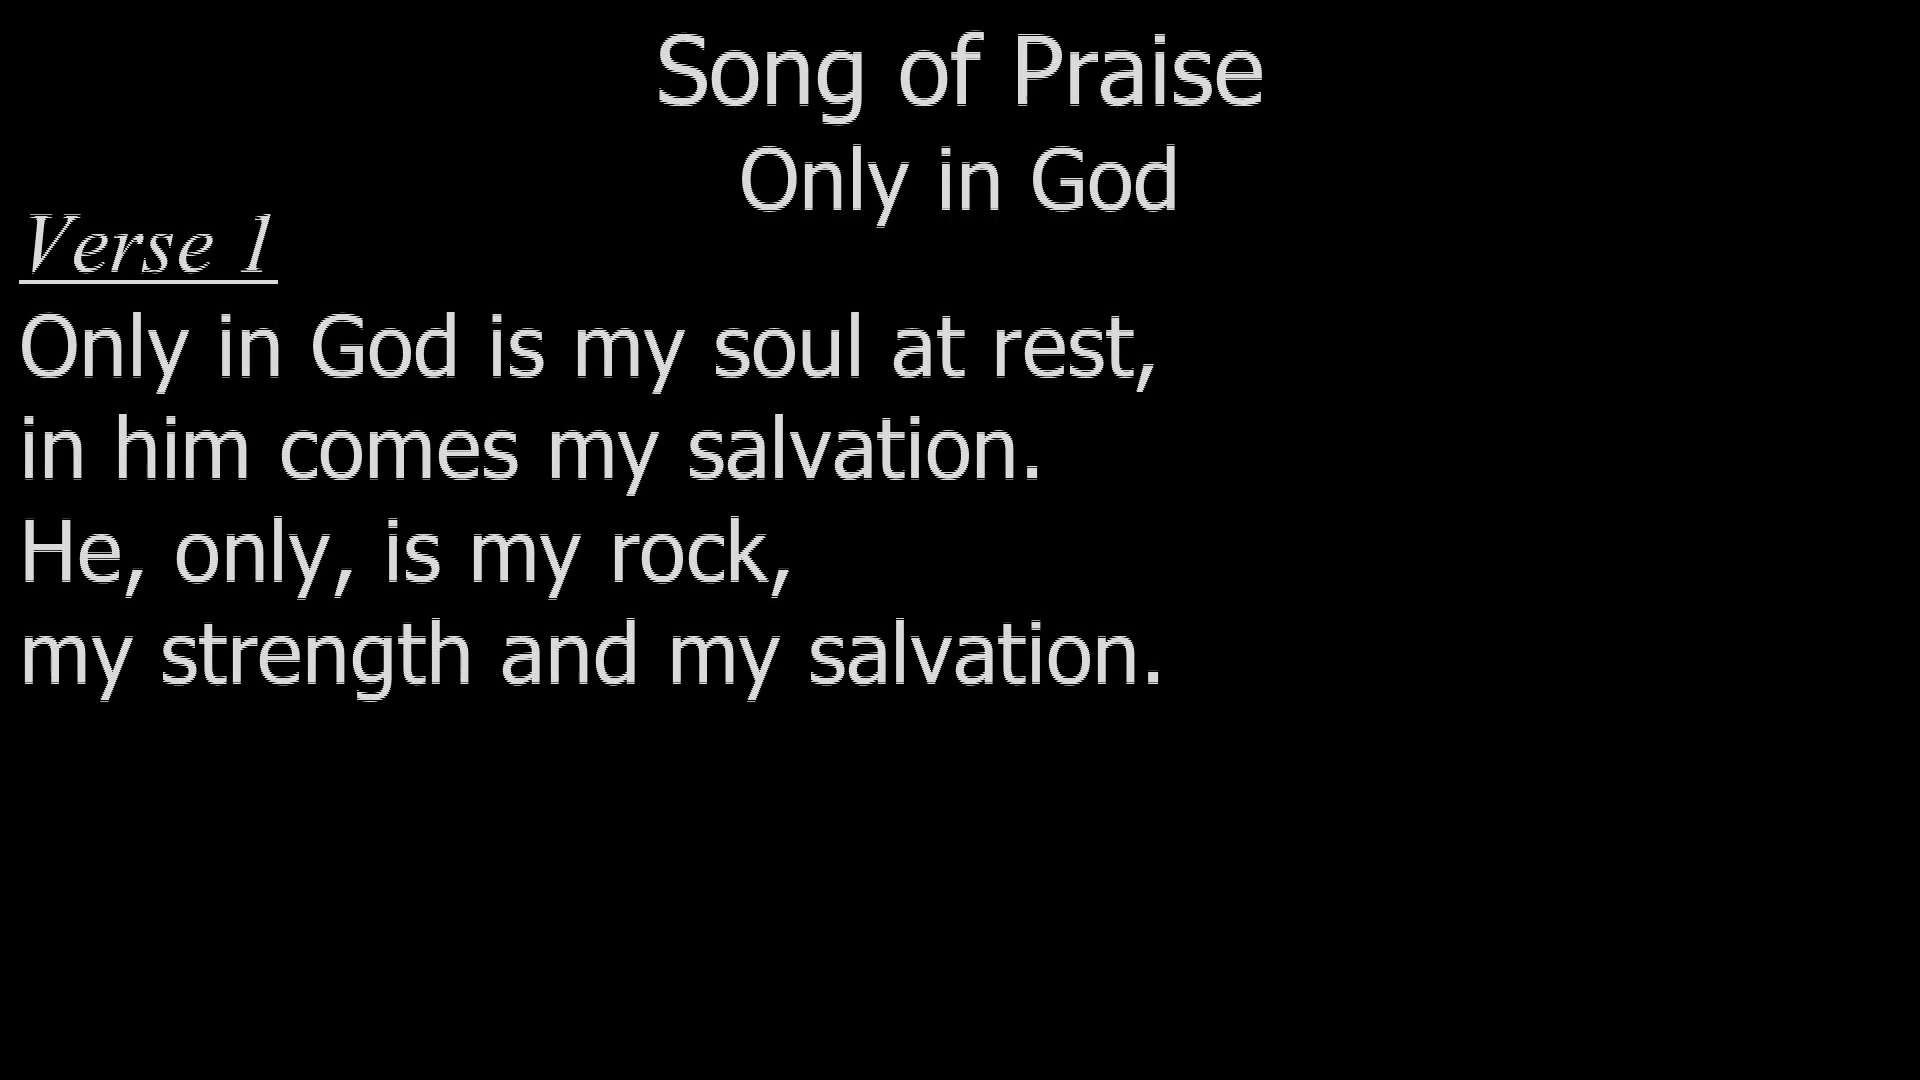 Song of Praise
Only in God
Verse 1
Only in God is my soul at rest,
in him comes my salvation.
He, only, is my rock,
my strength and my salvation.